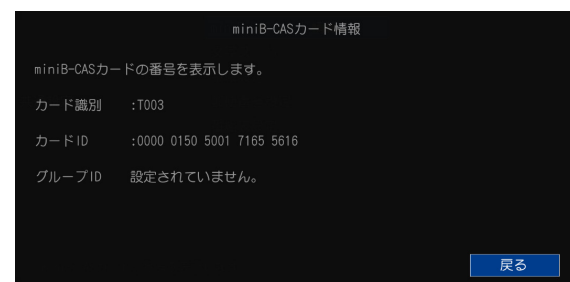 miniB-CASカード情報
miniB-CASカードの番号を表示します。
カード識別 :T003
カードID :0000 0150 5001 7165 5616
グループID 設定されていません。
戻る